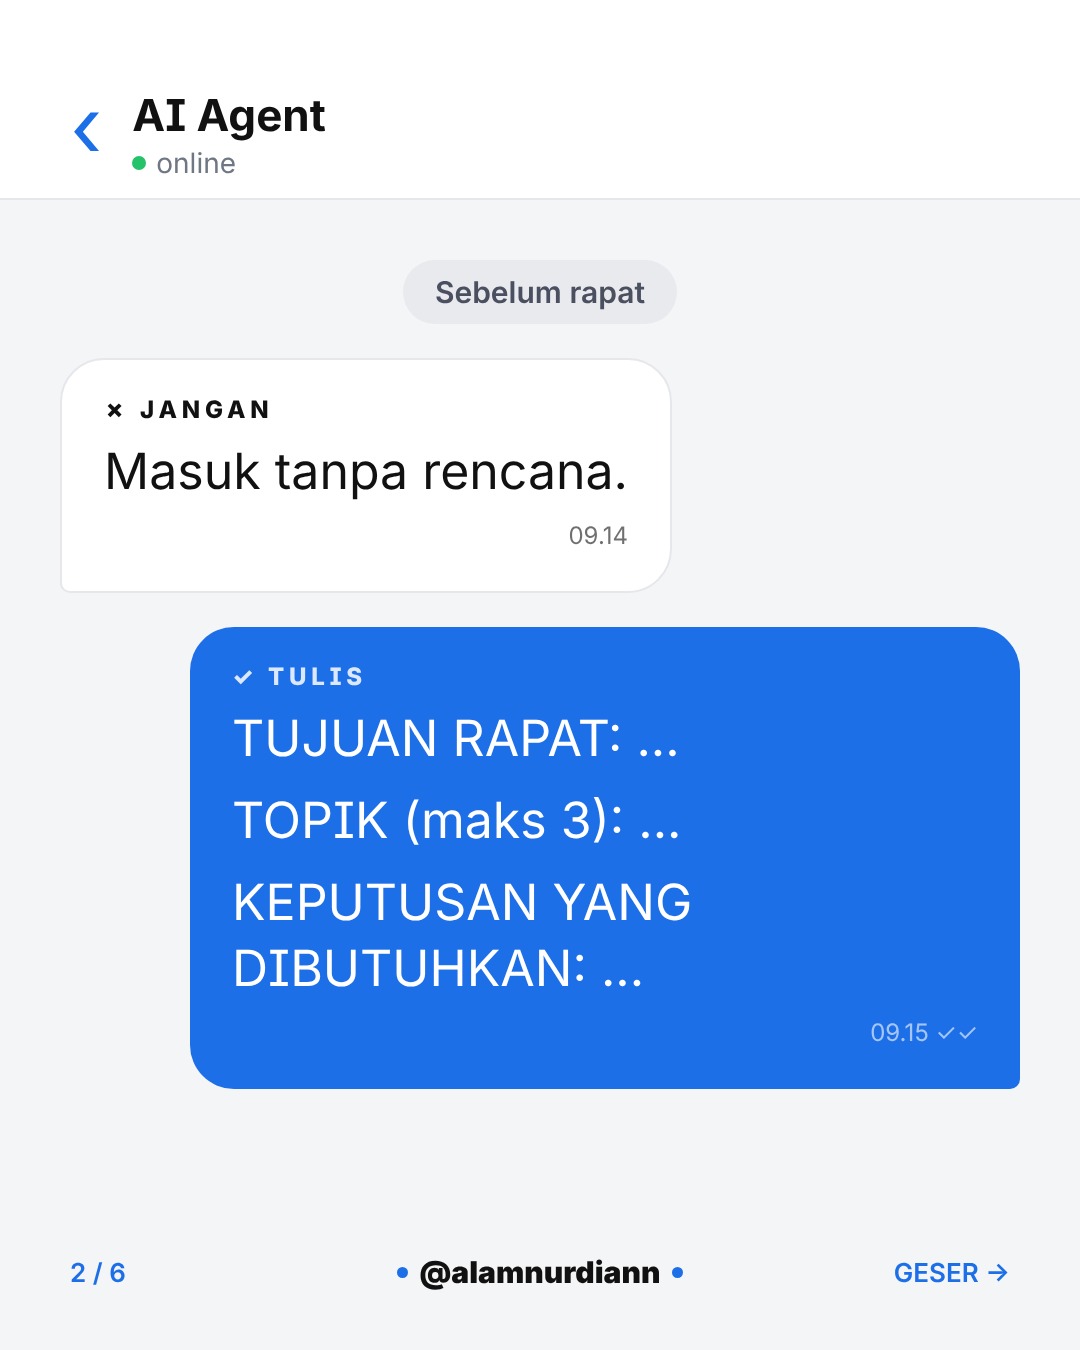 AI Agent
online
Sebelum rapat
× JANGAN
Masuk tanpa rencana.
09.14
✓ TULIS
TUJUAN RAPAT: ...
TOPIK (maks 3): ...
KEPUTUSAN YANG
DIBUTUHKAN: ...
09.15 ✓✓
2 / 6
• @alamnurdiann •
GESER →